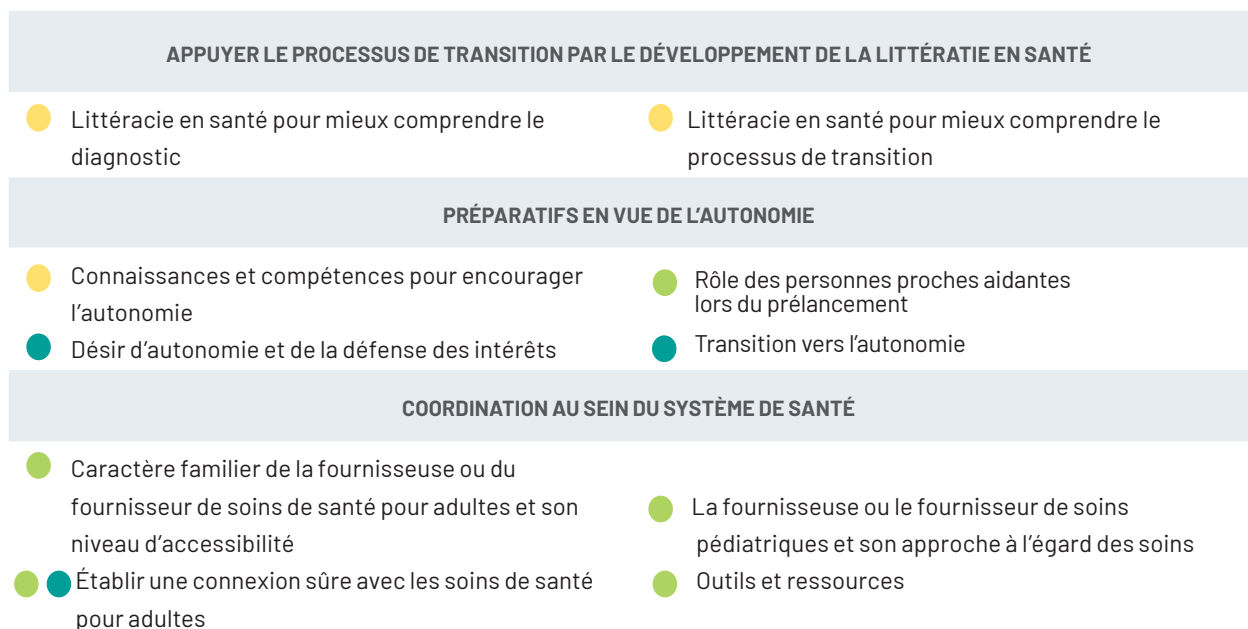 APPUYER LE PROCESSUS DE TRANSITION PAR LE DÉVELOPPEMENT DE LA LITTÉRATIE EN SANTÉ
Littéracie en santé pour mieux comprendre le
diagnostic
Littéracie en santé pour mieux comprendre le
processus de transition
PRÉPARATIFS EN VUE DE L'AUTONOMIE
Connaissances et compétences pour encourager
l'autonomie
Désir d'autonomie et de la défense des intérêts
Rôle des personnes proches aidantes
lors du prélancement
Transition vers l'autonomie
COORDINATION AU SEIN DU SYSTÈME DE SANTÉ
Caractère familier de la fournisseuse ou du
fournisseur de soins de santé pour adultes et son
niveau d'accessibilité
Établir une connexion sûre avec les soins de santé
pour adultes
La fournisseuse ou le fournisseur de soins
pédiatriques et son approche à l'égard des soins
Outils et ressources